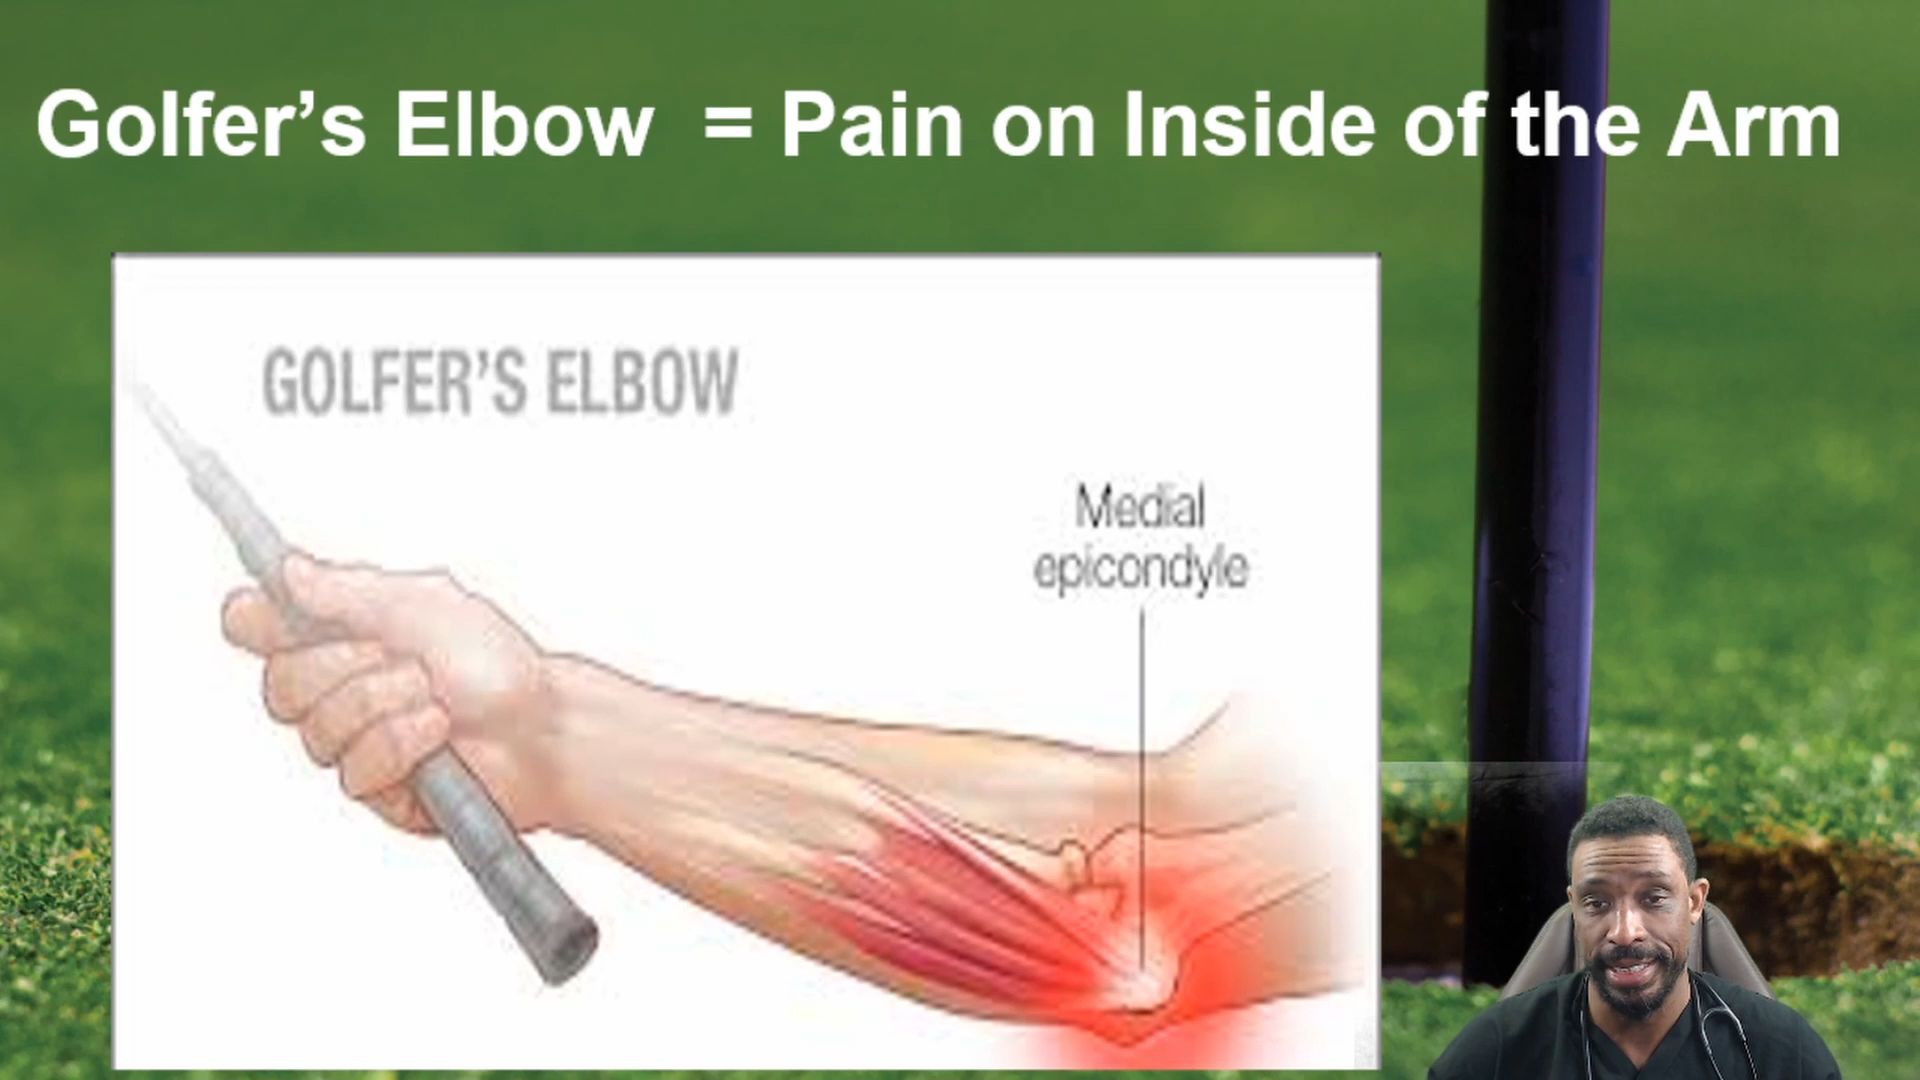 Golfer’s Elbow = Pain on Inside of the Arm
GOLFER’S ELBOW
Medial
epicondyle